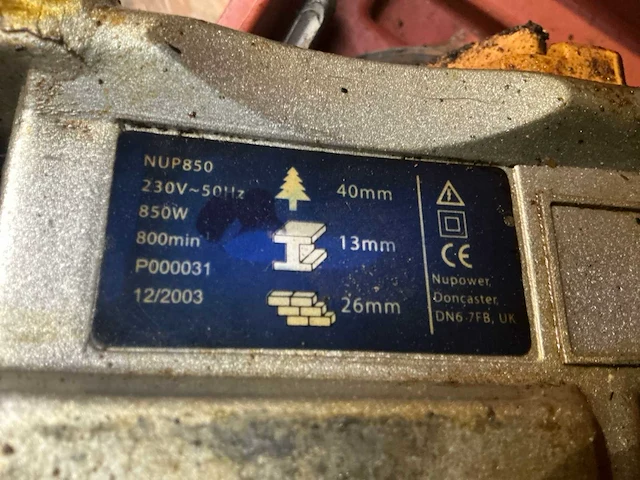 NUP850
230V~50Hz
850W
800min
P000031
12/2003
40mm
13mm
26mm
CE
Nupower,
Doncaster,
DN6 7FB, UK